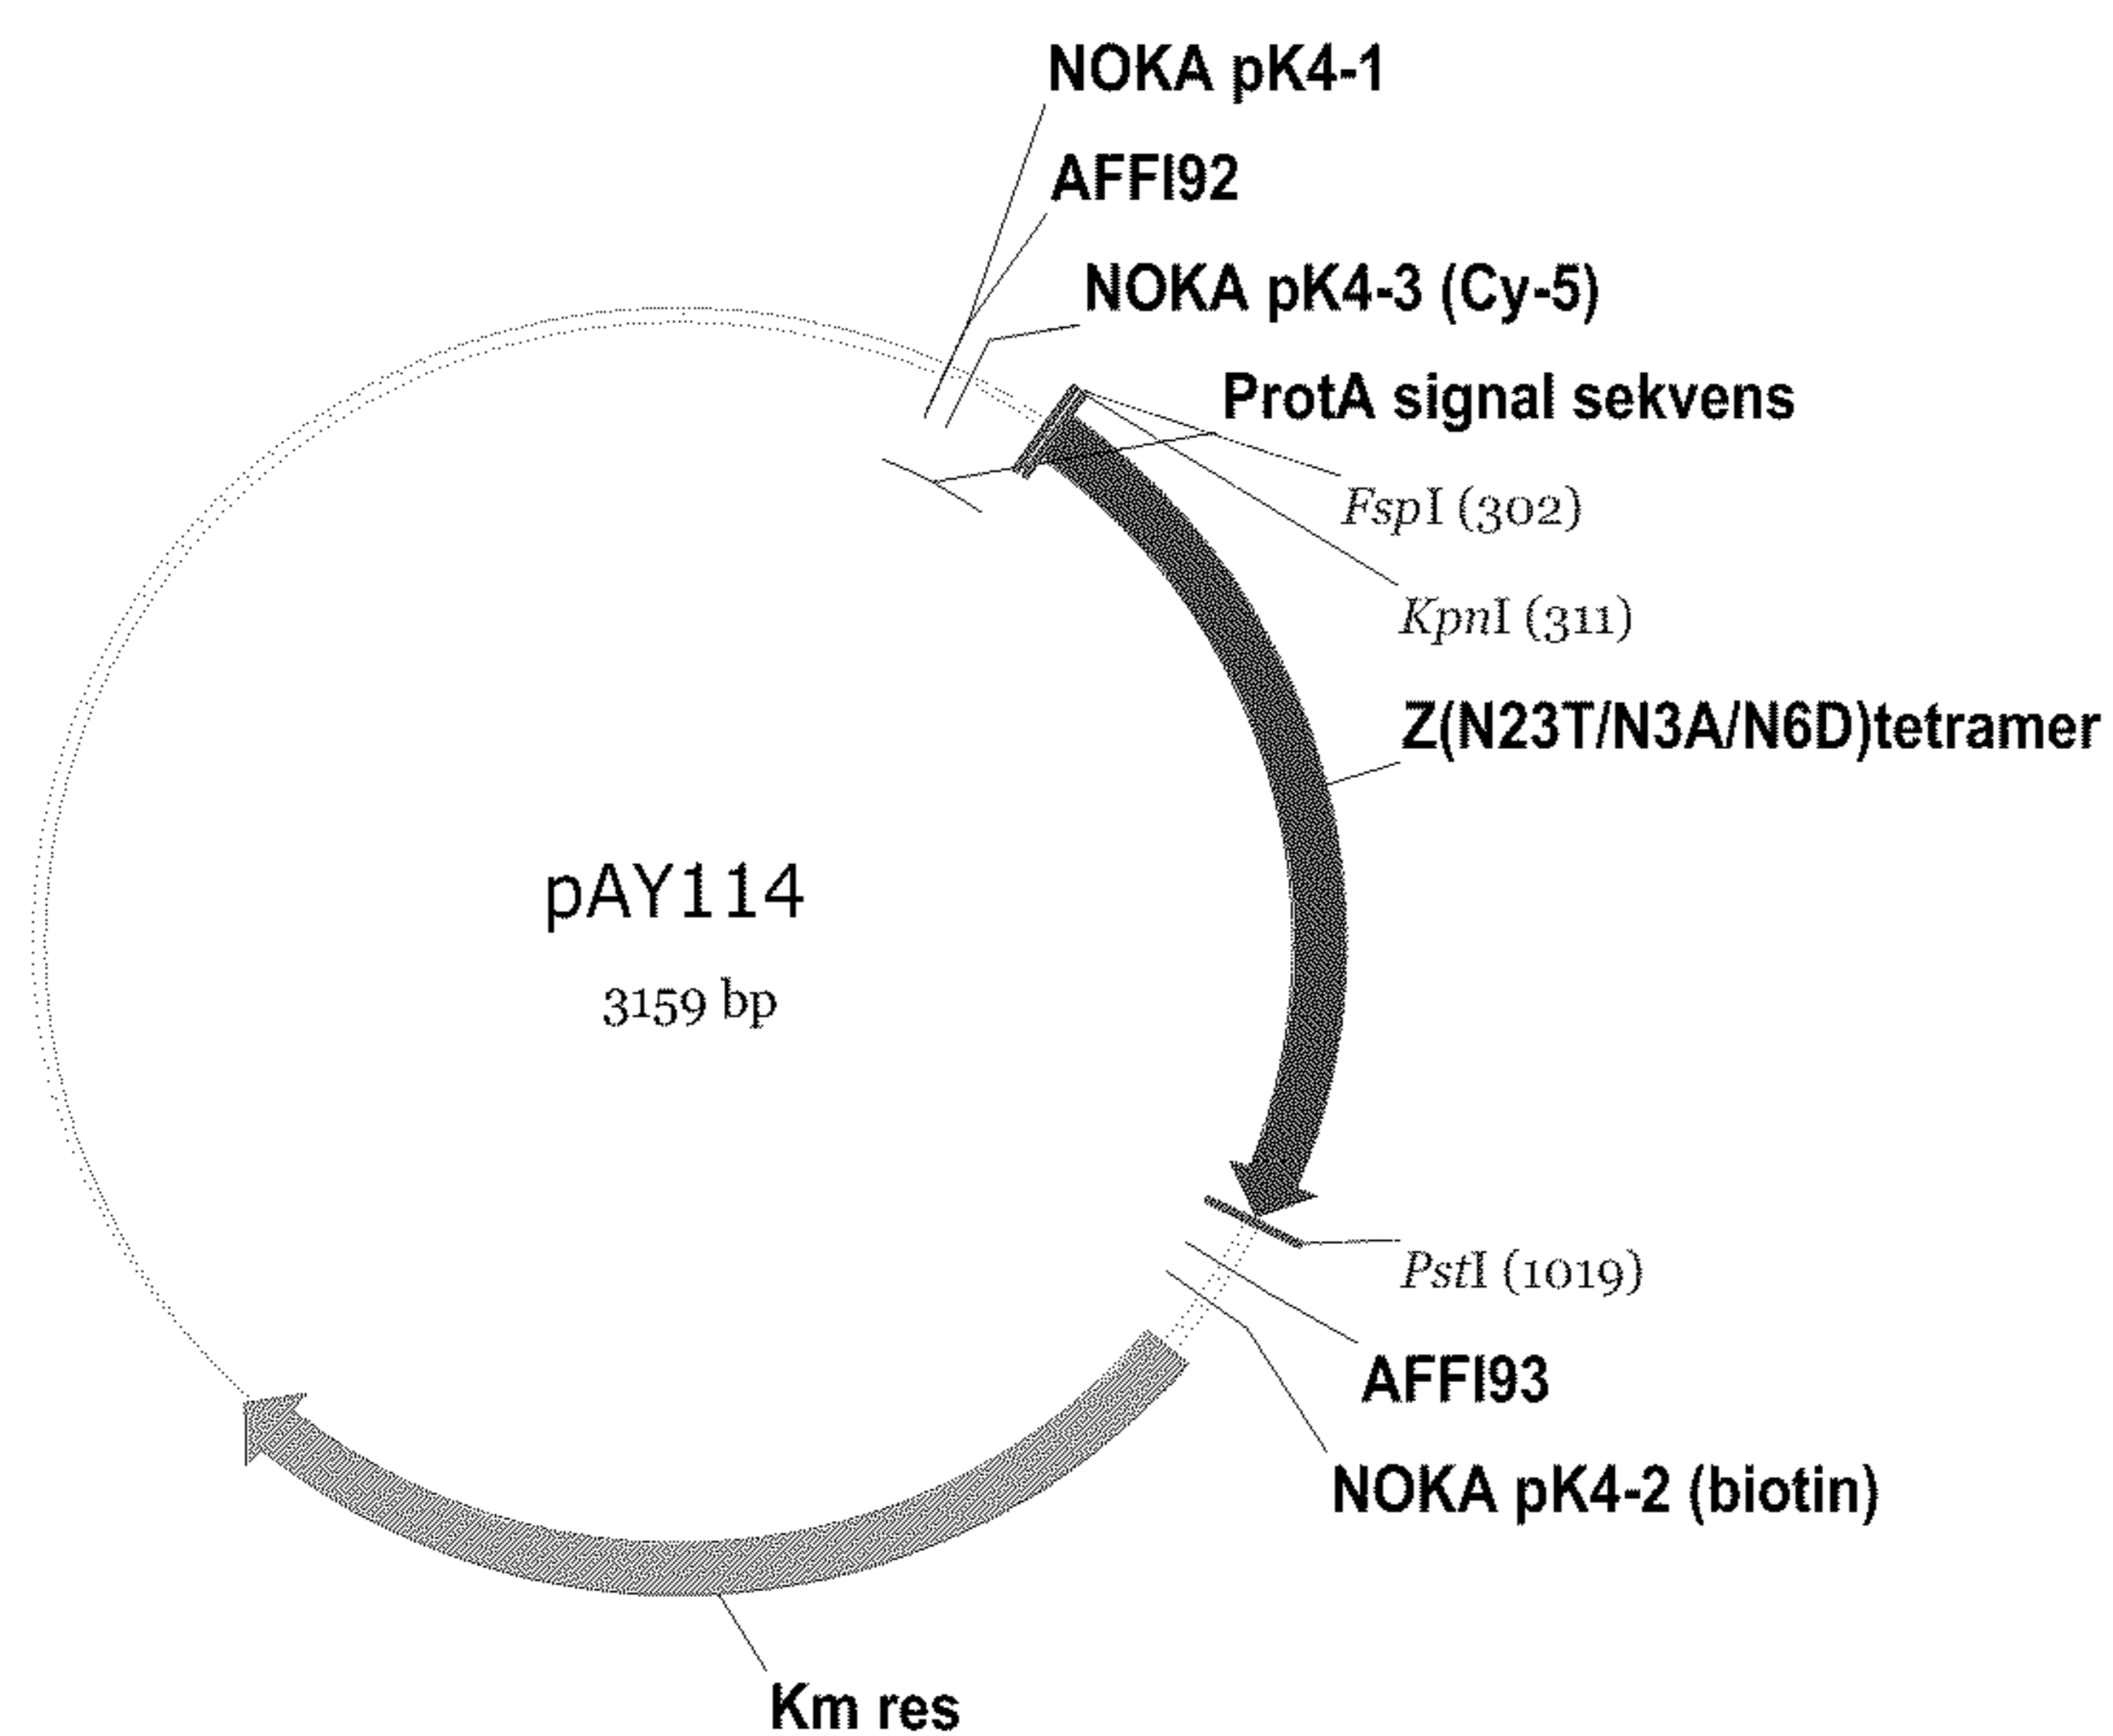 NOKA pK4-1
AFFI92
NOKA pK4-3 (Cy-5)
ProtA signal sekvens
FspI (302)
KpnI (311)
Z(N23T/N3A/N6D)tetramer
pAY114
3159 bp
PstI (1019)
AFFI93
NOKA pK4-2 (biotin)
Km res